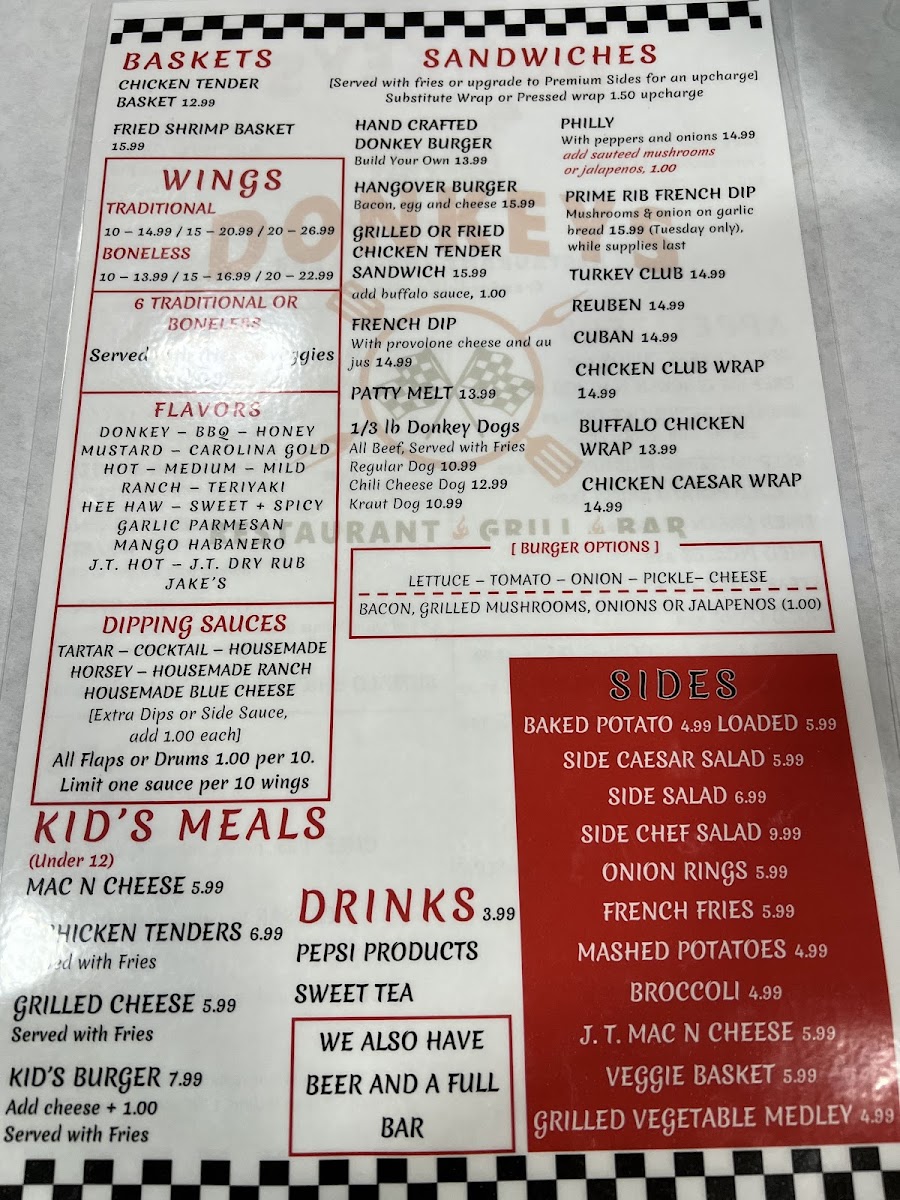 BASKETS
CHICKEN TENDER
BASKET 12.99
FRIED SHRIMP BASKET
15.99
WINGS
TRADITIONAL
10 – 14.99 / 15 – 20.99 / 20 – 26.99
BONELESS
10 – 13.99 / 15 – 16.99 / 20 – 22.99
6 TRADITIONAL OR
BONELESS
Served
FLAVORS
DONKEY – BBQ – HONEY
MUSTARD – CAROLINA GOLD
HOT – MEDIUM – MILD
RANCH – TERIYAKI
HEE HAW – SWEET + SPICY
GARLIC PARMESAN
MANGO HABANERO
J.T. HOT – J.T. DRY RUB
JAKE'S
DIPPING SAUCES
TARTAR – COCKTAIL – HOUSEMADE
HORSEY – HOUSEMADE RANCH
HOUSEMADE BLUE CHEESE
[Extra Dips or Side Sauce,
add 1.00 each]
All Flaps or Drums 1.00 per 10.
Limit one sauce per 10 wings
KID'S MEALS
(Under 12)
MAC N CHEESE 5.99
CHICKEN TENDERS 6.99
with Fries
GRILLED CHEESE 5.99
Served with Fries
KID'S BURGER 7.99
Add cheese + 1.00
Served with Fries
SANDWICHES
[Served with fries or upgrade to Premium Sides for an upcharge]
Substitute Wrap or Pressed wrap 1.50 upcharge
HAND CRAFTED
DONKEY BURGER
Build Your Own 13.99
HANGOVER BURGER
Bacon, egg and cheese 15.99
GRILLED OR FRIED
CHICKEN TENDER
SANDWICH 15.99
add buffalo sauce, 1.00
FRENCH DIP
With provolone cheese and au
jus 14.99
PATTY MELT 13.99
1/3 lb Donkey Dogs
All Beef, Served with Fries
Regular Dog 10.99
Chili Cheese Dog 12.99
Kraut Dog 10.99
PHILLY
With peppers and onions 14.99
add sauteed mushrooms
or jalapenos, 1.00
PRIME RIB FRENCH DIP
Mushrooms & onion on garlic
bread 15.99 (Tuesday only),
while supplies last
TURKEY CLUB 14.99
REUBEN 14.99
CUBAN 14.99
CHICKEN CLUB WRAP
14.99
BUFFALO CHICKEN
WRAP 13.99
CHICKEN CAESAR WRAP
14.99
DONKEYS
RESTAURANT GRILL BAR
[ BURGER OPTIONS ]
LETTUCE – TOMATO – ONION – PICKLE– CHEESE
BACON, GRILLED MUSHROOMS, ONIONS OR JALAPENOS (1.00)
DRINKS 3.99
PEPSI PRODUCTS
SWEET TEA
WE ALSO HAVE
BEER AND A FULL
BAR
SIDES
BAKED POTATO 4.99 LOADED 5.99
SIDE CAESAR SALAD 5.99
SIDE SALAD 6.99
SIDE CHEF SALAD 9.99
ONION RINGS 5.99
FRENCH FRIES 5.99
MASHED POTATOES 4.99
BROCCOLI 4.99
J. T. MAC N CHEESE 5.99
VEGGIE BASKET 5.99
GRILLED VEGETABLE MEDLEY 4.99